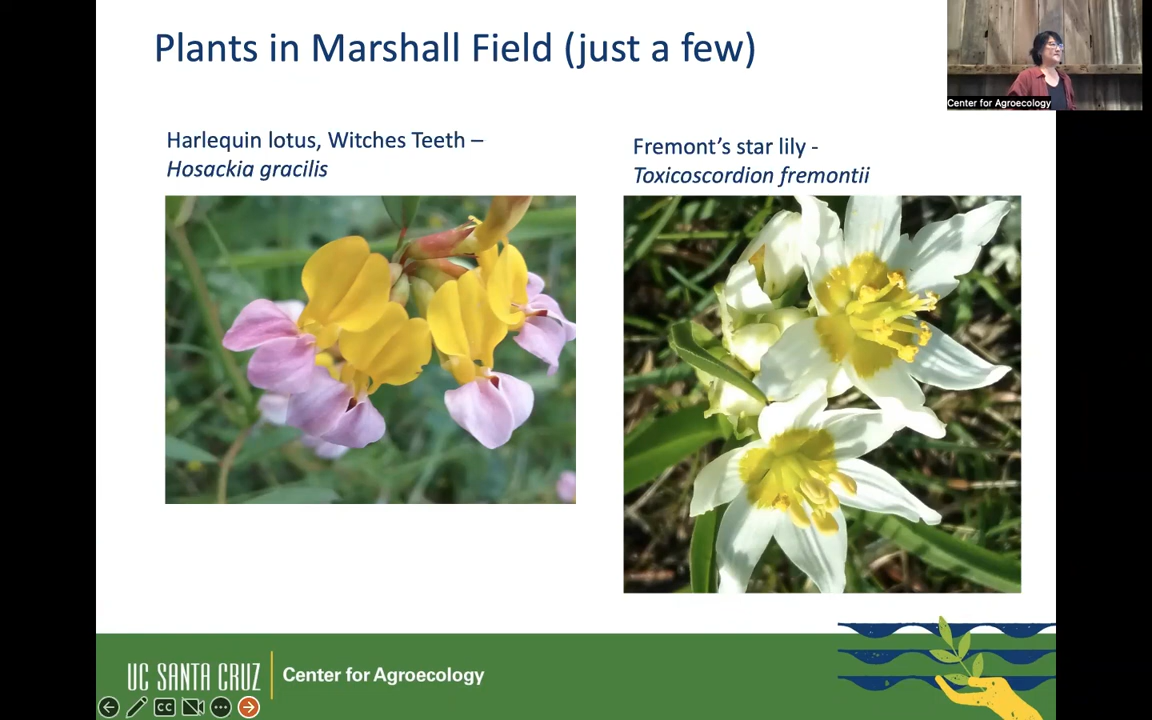 Plants in Marshall Field (just a few)
Center for Agroecology
Harlequin lotus, Witches Teeth –
Hosackia gracilis
Fremont’s star lily -
Toxicoscordion fremontii
UC SANTA CRUZ
Center for Agroecology
CC